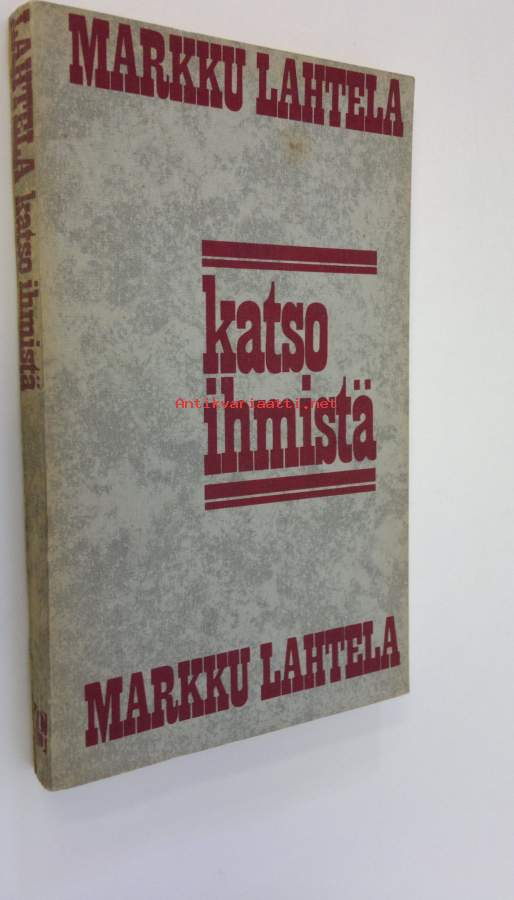 MARKKU LAHTELA
katso
ihmistä
MARKKU LAHTELA
LAHTELA katso ihmistä
Antikvariaatti.net